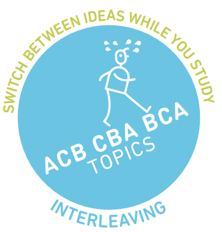 SWITCH BETWEEN IDEAS WHILE YOU STUDY
ACB CBA BCA
TOPICS
INTERLEAVING